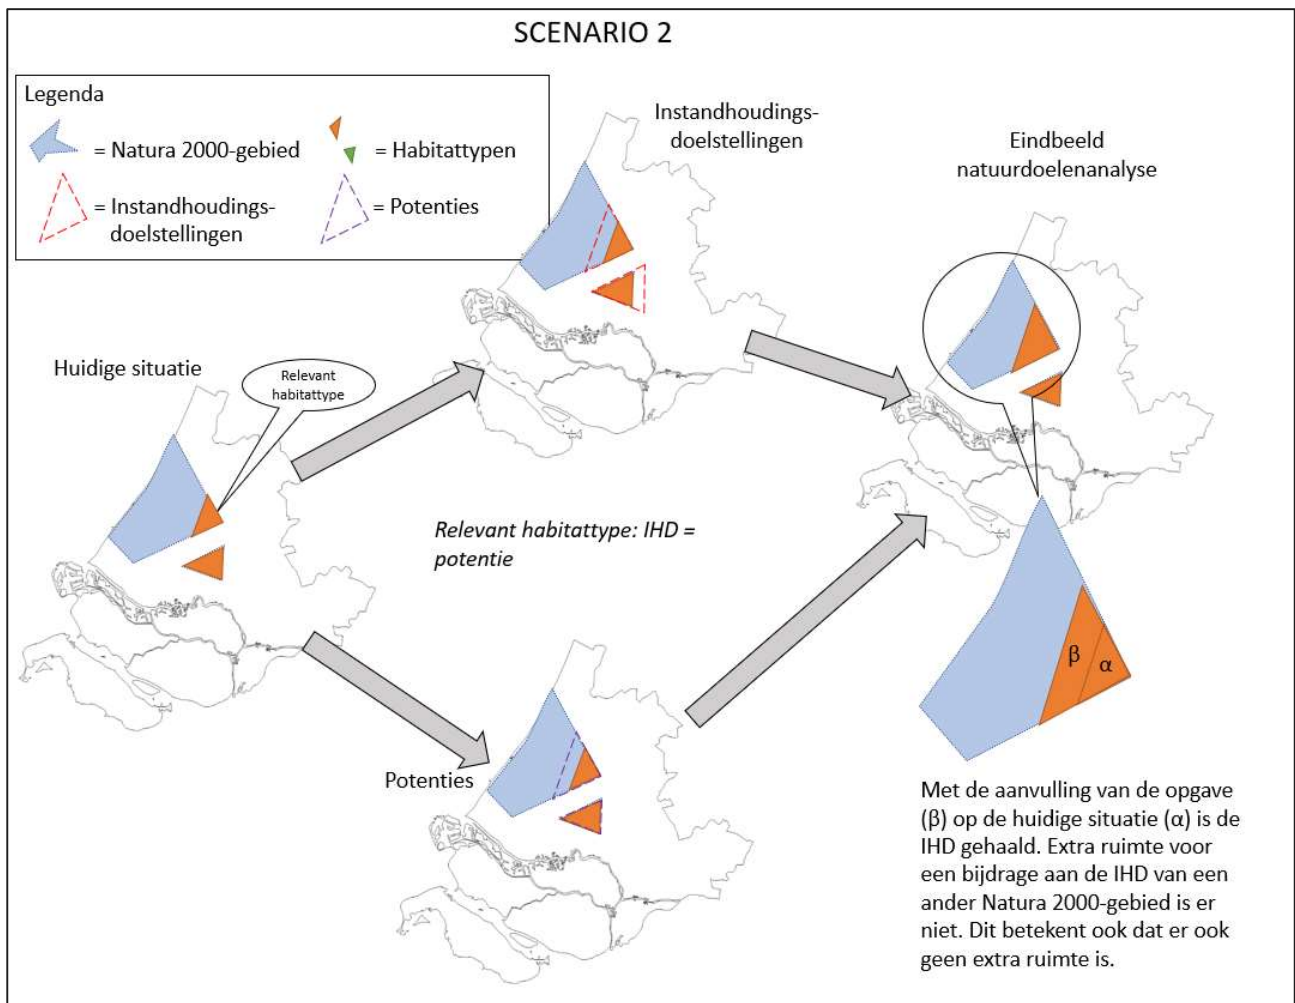 SCENARIO 2
Legenda
= Natura 2000-gebied
= Habitattypen
= Instandhoudings-
doelstellingen
= Potenties
Instandhoudings-
doelstellingen
Eindbeeld
natuurdoelenanalyse
Huidige situatie
Relevant
habitattype
Relevant habitattype: IHD =
potentie
Potenties
β
α
Met de aanvulling van de opgave
(β) op de huidige situatie (α) is de
IHD gehaald. Extra ruimte voor
een bijdrage aan de IHD van een
ander Natura 2000-gebied is er
niet. Dit betekent ook dat er ook
geen extra ruimte is.